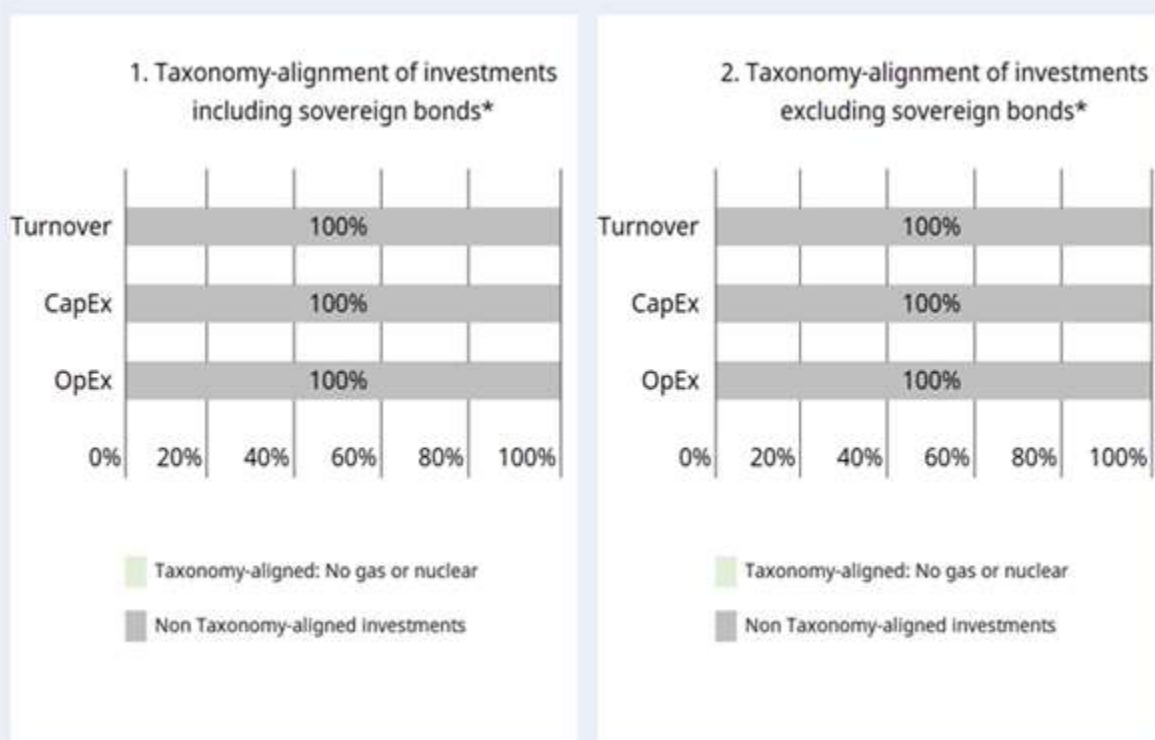 1. Taxonomy-alignment of investments
including sovereign bonds*
Turnover 100%
CapEx 100%
OpEx 100%
0% 20% 40% 60% 80% 100%
Taxonomy-aligned: No gas or nuclear
Non Taxonomy-aligned investments
2. Taxonomy-alignment of investments
excluding sovereign bonds*
Turnover 100%
CapEx 100%
OpEx 100%
0% 20% 40% 60% 80% 100%
Taxonomy-aligned: No gas or nuclear
Non Taxonomy-aligned investments